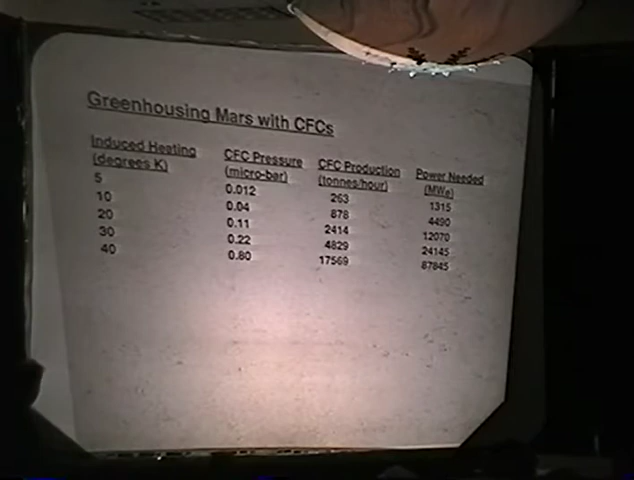 Greenhousing Mars with CFCs
Induced Heating (degrees K) CFC Pressure (micro-bar) CFC Production (tonnes/hour) Power Needed (MWe)
5 0.012 263 1315
10 0.04 878 4490
20 0.11 2414 12070
30 0.22 4829 24145
40 0.80 17569 87845